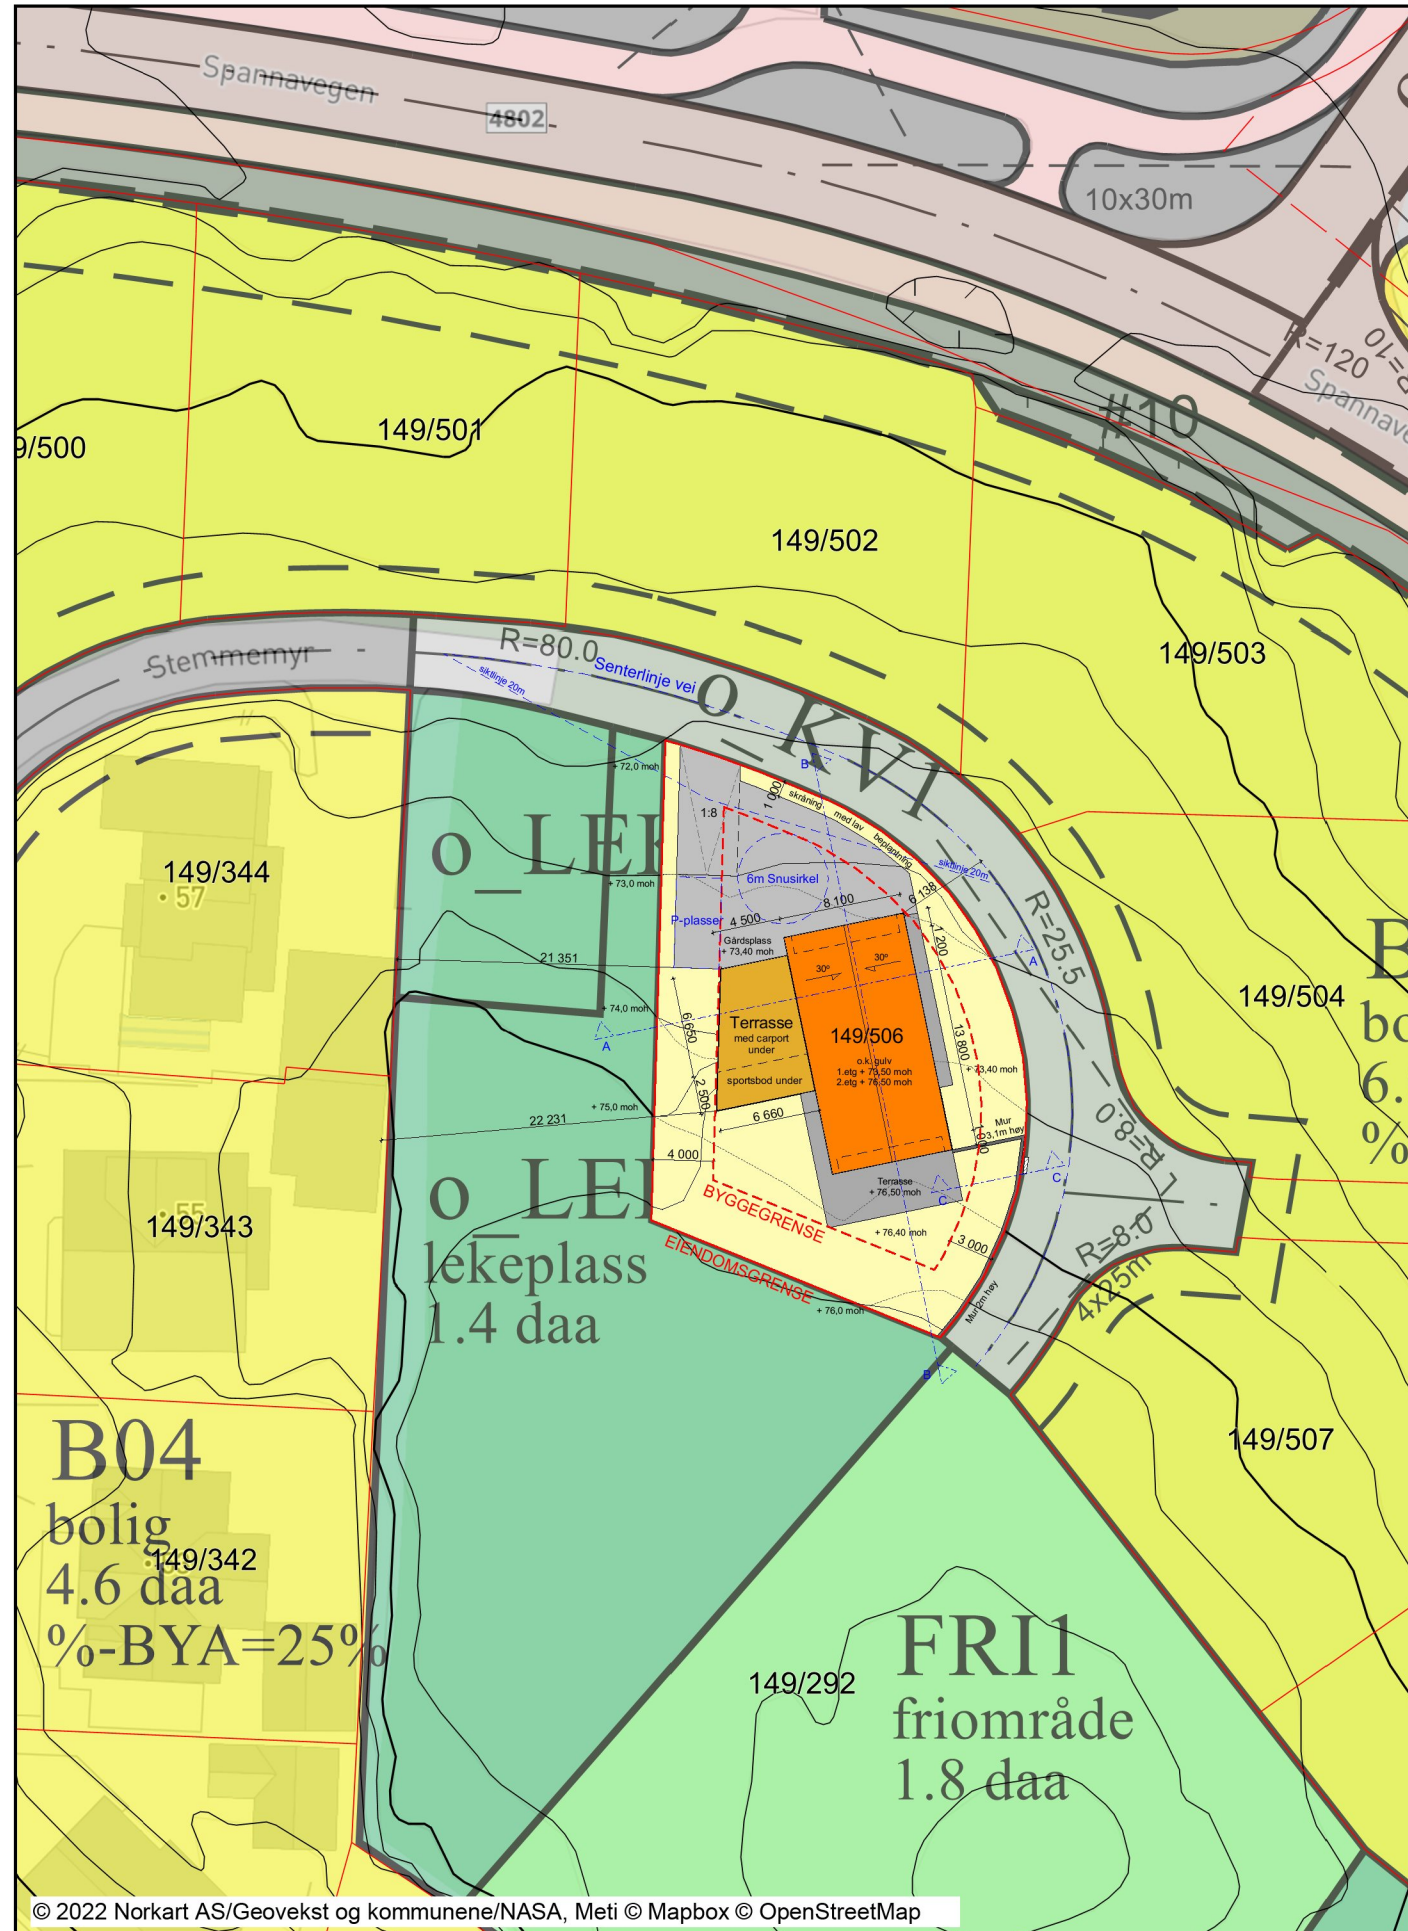 Spannavegen
4802
10x30m
R=120
#10
9/500
149/501
149/502
149/503
Stemmemyr
R=80.0
Senterlinje vei
siktlinje 20m
o_KV1
B
+ 72,0 moh
1:8
1 000
skråning med lav beplantning
149/344
57
o_LEK
+ 73,0 moh
6m Snusirkel
siktlinje 20m
P-plasser
4 500
8 100
6 138
R=25.5
Gårdsplass
+ 73,40 moh
1 200
A
21 351
30°
30°
149/504
+ 74,0 moh
A
6 650
Terrasse
med carport
under
149/506
o.k. gulv
1.etg + 73,50 moh
2.etg + 76,50 moh
13 800
+ 73,40 moh
sportsbod under
2 500
+ 75,0 moh
22 231
6 660
Mur
3,1m høy
R=8.0
4 000
C
C
Terrasse
+ 76,50 moh
BYGGEGRENSE
+ 76,40 moh
3 000
EIENDOMSGRENSE
+ 76,0 moh
Mur 2m høy
R=8.0
4x25m
149/343
55
lekeplass
1.4 daa
B
B04
bolig
4.6 daa
%-BYA=25%
149/342
149/507
149/292
FRI1
friområde
1.8 daa
© 2022 Norkart AS/Geovekst og kommunene/NASA, Meti © Mapbox © OpenStreetMap